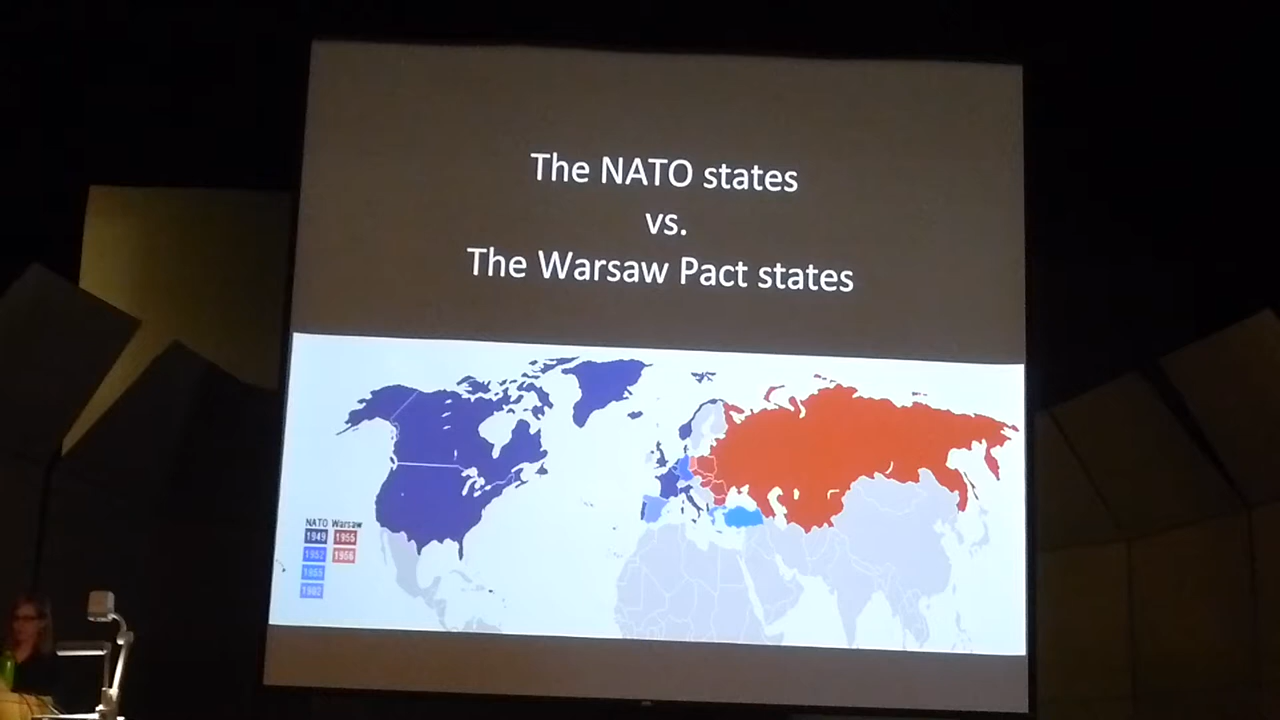 The NATO states
vs.
The Warsaw Pact states
NATO Warsaw
1949 1955
1952 1956
1955
1982